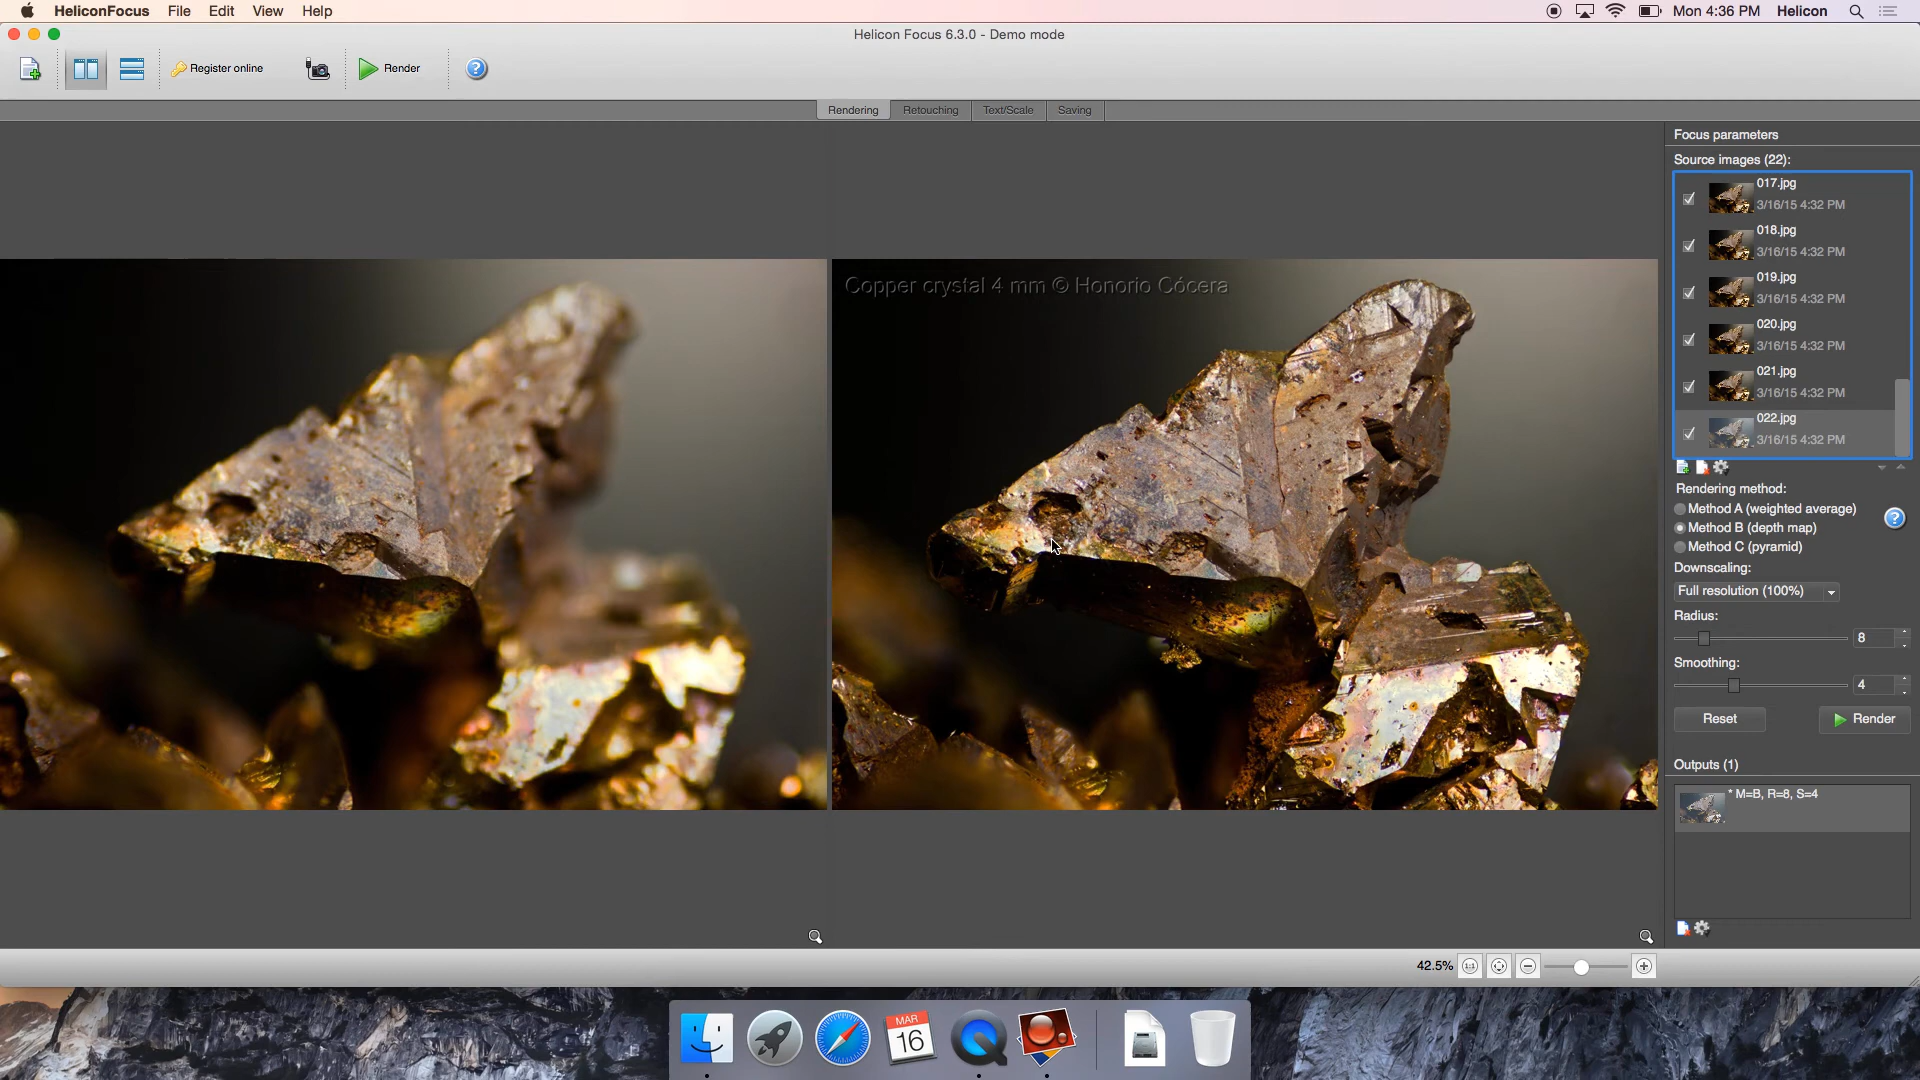 HeliconFocus File Edit View Help Mon 4:36 PM Helicon
Helicon Focus 6.3.0 - Demo mode
Register online Render
Rendering Retouching Text/Scale Saving
Focus parameters
Source images (22):
017.jpg
3/16/15 4:32 PM
018.jpg
3/16/15 4:32 PM
019.jpg
3/16/15 4:32 PM
020.jpg
3/16/15 4:32 PM
021.jpg
3/16/15 4:32 PM
022.jpg
3/16/15 4:32 PM
Copper crystal 4 mm © Honorio Cócera
Rendering method:
Method A (weighted average)
Method B (depth map)
Method C (pyramid)
Downscaling:
Full resolution (100%)
Radius:
8
Smoothing:
4
Reset Render
Outputs (1)
* M=B, R=8, S=4
42.5% 1:1
MAR
16